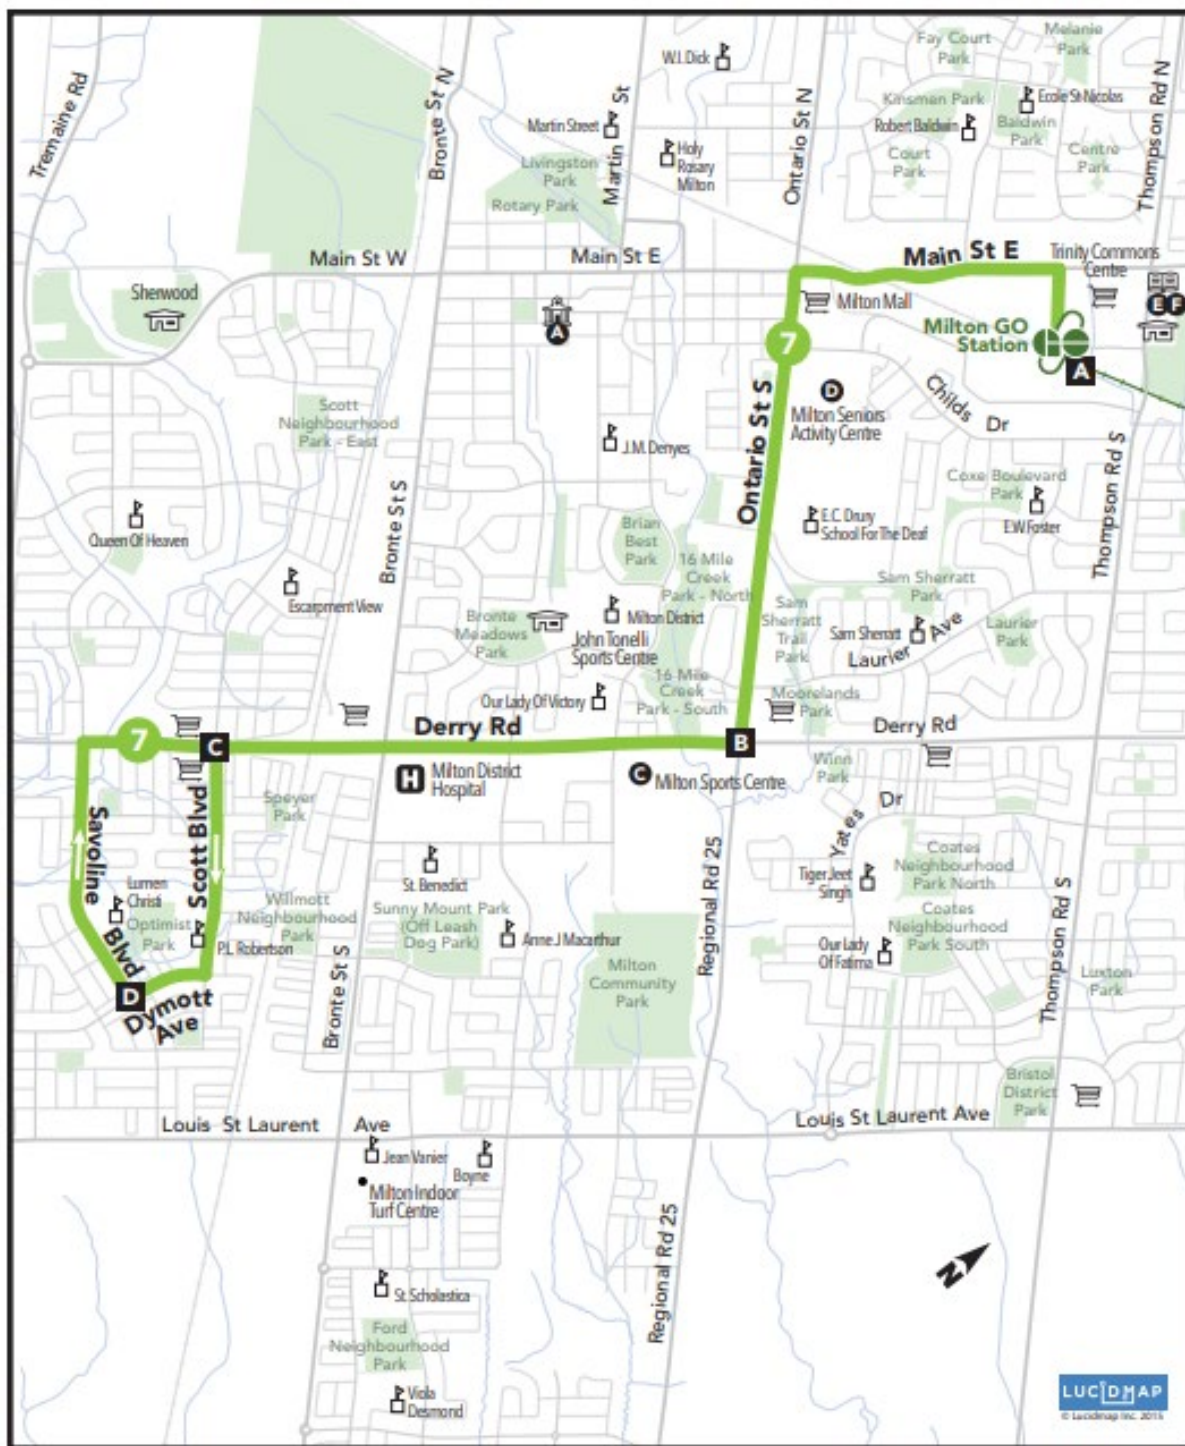 Fay Court
Park
Melanie
Park
W.I. Dick
Tremaine Rd
Bronte St N
Martin St
Ontario St N
Thompson Rd N
Kinsmen Park
Ecole St Nicolas
Martin Street
Robert Baldwin
Baldwin
Park
Holy
Rosary
Milton
Court
Park
Centre
Park
Livingston
Park
Rotary Park
Main St W
Main St E
Main St E
Trinity Commons
Centre
Sherwood
A
Milton Mall
E F
Milton GO
Station
7
A
Childs Dr
D
Milton Seniors
Activity Centre
Scott
Neighbourhood
Park - East
Ontario St S
J.M. Denyes
Thompson Rd S
Coxe Boulevard
Park
E.W Foster
Queen Of Heaven
Bronte St S
Brian
Best
Park
E.C. Drury
School For The Deaf
16 Mile
Creek
Park - North
Sam Sherratt
Park
Escarpment View
Bronte
Meadows
Park
Milton District
John Tonelli
Sports Centre
Sam
Sherratt
Trail
Park
Sam Sherratt
Laurier Ave
Laurier
Park
Our Lady Of Victory
16 Mile
Creek
Park - South
Moorelands
Park
7
C
Derry Rd
B
Derry Rd
H
Milton District
Hospital
C
Milton Sports Centre
Winn
Park
Savoline
Blvd
Scott Blvd
Speyer
Park
Yates Dr
Regional Rd 25
Coates
Neighbourhood
Park North
St. Benedict
Tiger Jeet
Singh
Lumen
Christi
Optimist
Park
P.L. Robertson
Willmott
Neighbourhood
Park
Sunny Mount Park
(Off Leash
Dog Park)
Anne J Macarthur
Coates
Neighbourhood
Park South
Our Lady
Of Fatima
Thompson Rd S
D
Dymott
Ave
Bronte St S
Milton
Community
Park
Luxton
Park
Bristol
District
Park
Louis St Laurent Ave
Louis St Laurent Ave
Jean Vanier
Boyne
Milton Indoor
Turf Centre
Regional Rd 25
N
St. Scholastica
Ford
Neighbourhood
Park
Viola
Desmond
LUCIDMAP
© Lucidmap Inc. 2015